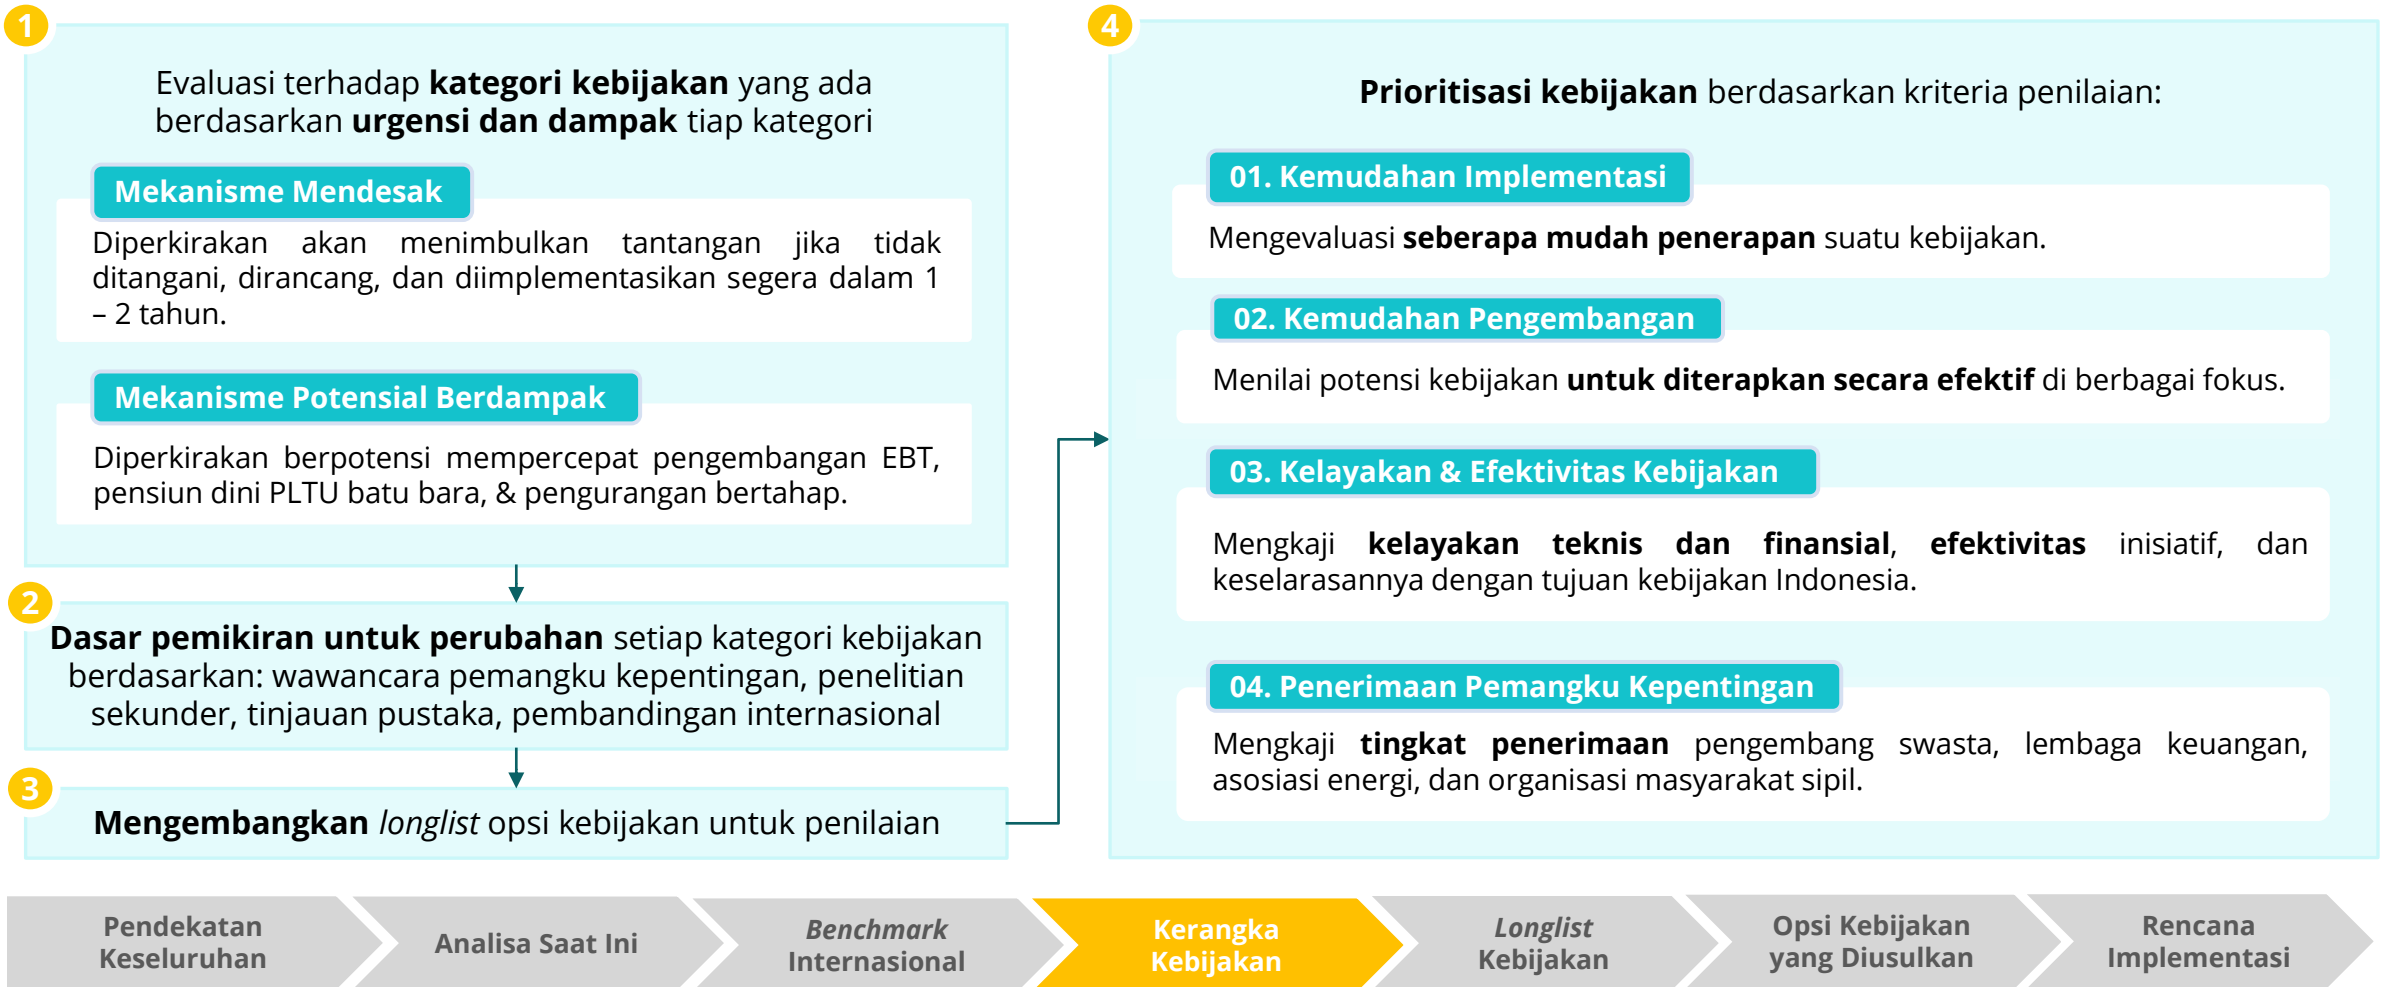 1
Evaluasi terhadap kategori kebijakan yang ada
berdasarkan urgensi dan dampak tiap kategori
Mekanisme Mendesak
Diperkirakan akan menimbulkan tantangan jika tidak
ditangani, dirancang, dan diimplementasikan segera dalam 1
– 2 tahun.
Mekanisme Potensial Berdampak
Diperkirakan berpotensi mempercepat pengembangan EBT,
pensiun dini PLTU batu bara, & pengurangan bertahap.
2
Dasar pemikiran untuk perubahan setiap kategori kebijakan
berdasarkan: wawancara pemangku kepentingan, penelitian
sekunder, tinjauan pustaka, pembandingan internasional
3
Mengembangkan longlist opsi kebijakan untuk penilaian
4
Prioritisasi kebijakan berdasarkan kriteria penilaian:
01. Kemudahan Implementasi
Mengevaluasi seberapa mudah penerapan suatu kebijakan.
02. Kemudahan Pengembangan
Menilai potensi kebijakan untuk diterapkan secara efektif di berbagai fokus.
03. Kelayakan & Efektivitas Kebijakan
Mengkaji kelayakan teknis dan finansial, efektivitas inisiatif, dan
keselarasannya dengan tujuan kebijakan Indonesia.
04. Penerimaan Pemangku Kepentingan
Mengkaji tingkat penerimaan pengembang swasta, lembaga keuangan,
asosiasi energi, dan organisasi masyarakat sipil.
Pendekatan
Keseluruhan
Analisa Saat Ini
Benchmark
Internasional
Kerangka
Kebijakan
Longlist
Kebijakan
Opsi Kebijakan
yang Diusulkan
Rencana
Implementasi